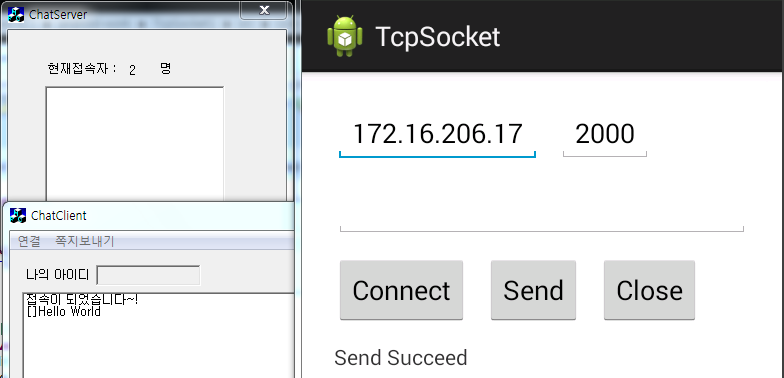 ChatServer
현재접속자 : 2 명
ChatClient
연결 쪽지보내기
나의 아이디
접속이 되었습니다~!
[]Hello World
TcpSocket
172.16.206.17 2000
Connect Send Close
Send Succeed